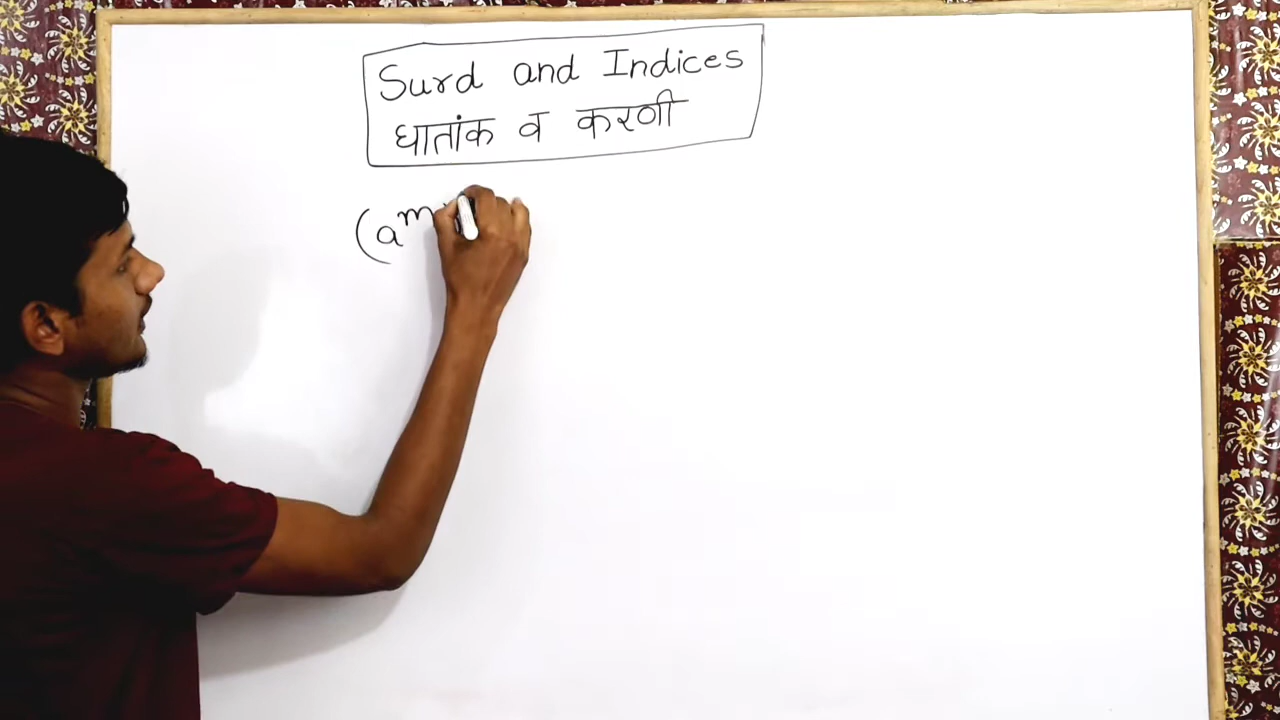 Surd and Indices
घातांक व करणी
(a^m